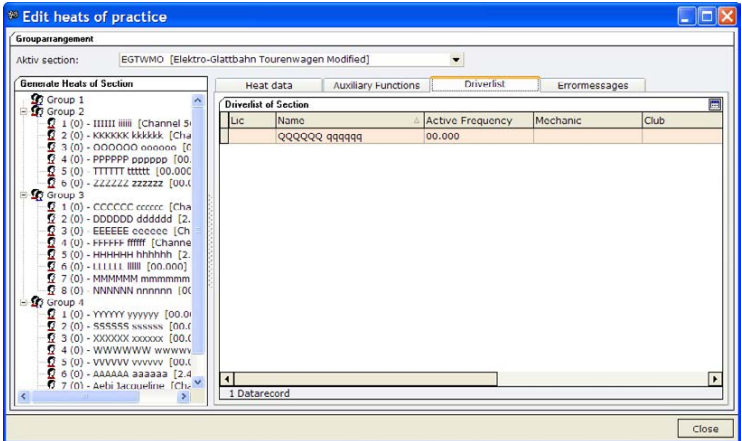 Edit heats of practice
Grouparrangement
Aktiv section: EGTWMO [Elektro-Glattbahn Tourenwagen Modified]
Generate Heats of Section
Group 1
Group 2
1 (0) - IIIIII iiiiii [Channel 5
2 (0) - KKKKKK kkkkkk [Cha
3 (0) - OOOOOO oooooo [C
4 (0) - PPPPPP pppppp [00.
5 (0) - TTTTTT tttttt [00.000
6 (0) - ZZZZZZ zzzzzz [00.0
Group 3
1 (0) - CCCCCC cccccc [Cha
2 (0) - DDDDDD dddddd [2.
3 (0) - EEEEEE eeeeee [Ch
4 (0) - FFFFFF ffffff [Channe
5 (0) - HHHHHH hhhhhh [2.
6 (0) - LLLLLL llllll [00.000]
7 (0) - MMMMMM mmmmmm
8 (0) - NNNNNN nnnnnn [00
Group 4
1 (0) - YYYYYY yyyyyy [00.0
2 (0) - SSSSSS ssssss [00.0
3 (0) - XXXXXX xxxxxx [00.0
4 (0) - WWWWWW wwwww
5 (0) - VVVVVV vvvvvv [00.0
6 (0) - AAAAAA aaaaaa [2.4
7 (0) - Aebi Jacqueline [Cha
Heat data Auxiliary Functions Driverlist Errormessages
Driverlist of Section
Lic Name Active Frequency Mechanic Club
QQQQQQ qqqqqq 00.000
1 Datarecord
Close